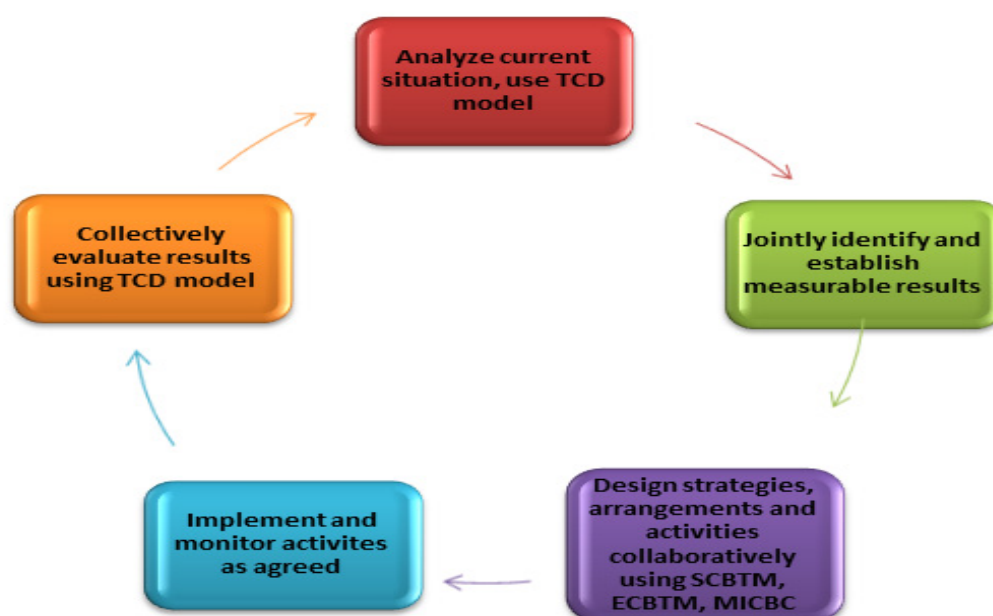 Analyze current
situation, use TCD
model
Jointly identify and
establish
measurable results
Design strategies,
arrangements and
activities
collaboratively
using SCBTM,
ECBTM, MICBC
Implement and
monitor activites
as agreed
Collectively
evaluate results
using TCD model